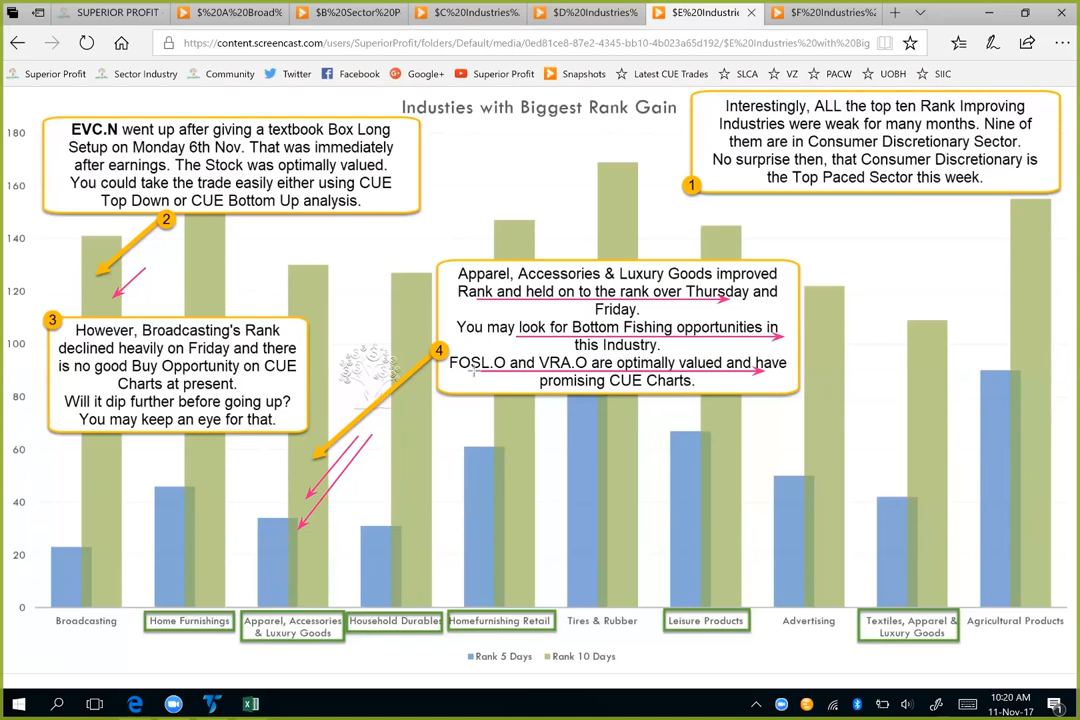 SUPERIOR PROFIT
$%20A%20Broad%
$B%20Sector%20P
$C%20Industries%
$D%20Industries%
$E%20Industrie
$F%20Industries%2
https://content.screencast.com/users/SuperiorProfit/folders/Default/media/0ed81ce8-87e2-4345-bb10-4b023a65d192/$E%20Industries%20with%20Big
Superior Profit
Sector Industry
Community
Twitter
Facebook
Google+
Superior Profit
Snapshots
Latest CUE Trades
SLCA
VZ
PACW
UOBH
SIIC
Industies with Biggest Rank Gain
EVC.N went up after giving a textbook Box Long
Setup on Monday 6th Nov. That was immediately
after earnings. The Stock was optimally valued.
You could take the trade easily either using CUE
Top Down or CUE Bottom Up analysis.
2
Interestingly, ALL the top ten Rank Improving
Industries were weak for many months. Nine of
them are in Consumer Discretionary Sector.
No surprise then, that Consumer Discretionary is
the Top Paced Sector this week.
1
Apparel, Accessories & Luxury Goods improved
Rank and held on to the rank over Thursday and
Friday.
You may look for Bottom Fishing opportunities in
this Industry.
FOSL.O and VRA.O are optimally valued and have
promising CUE Charts.
4
3
However, Broadcasting's Rank
declined heavily on Friday and there
is no good Buy Opportunity on CUE
Charts at present.
Will it dip further before going up?
You may keep an eye for that.
180
160
140
120
100
80
60
40
20
0
Broadcasting
Home Furnishings
Apparel, Accessories
& Luxury Goods
Household Durables
Homefurnishing Retail
Tires & Rubber
Leisure Products
Advertising
Textiles, Apparel &
Luxury Goods
Agricultural Products
Rank 5 Days
Rank 10 Days
10:20 AM
11-Nov-17
1